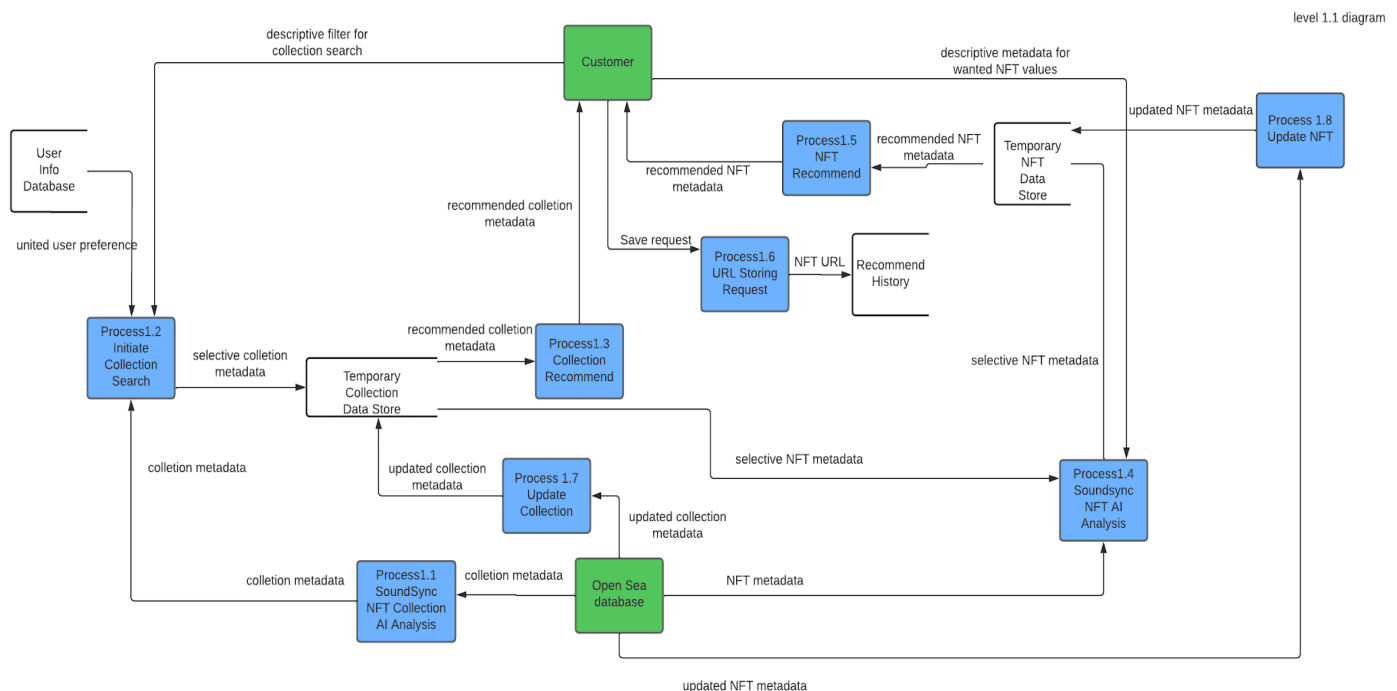 level 1.1 diagram
descriptive filter for
collection search
Customer
descriptive metadata for
wanted NFT values
updated NFT metadata
Process 1.8
Update NFT
User
Info
Database
Process1.5
NFT
Recommend
recommended NFT
metadata
Temporary
NFT
Data
Store
recommended NFT
metadata
recommended colletion
metadata
united user preference
Save request
Process1.6
URL Storing
Request
NFT URL
Recommend
History
Process1.2
Initiate
Collection
Search
selective colletion
metadata
recommended colletion
metadata
Process1.3
Collection
Recommend
selective NFT metadata
Temporary
Collection
Data Store
colletion metadata
updated collection
metadata
Process 1.7
Update
Collection
selective NFT metadata
Process1.4
Soundsync
NFT AI
Analysis
updated collection
metadata
colletion metadata
Process1.1
SoundSync
NFT Collection
AI Analysis
colletion metadata
Open Sea
database
NFT metadata
updated NFT metadata